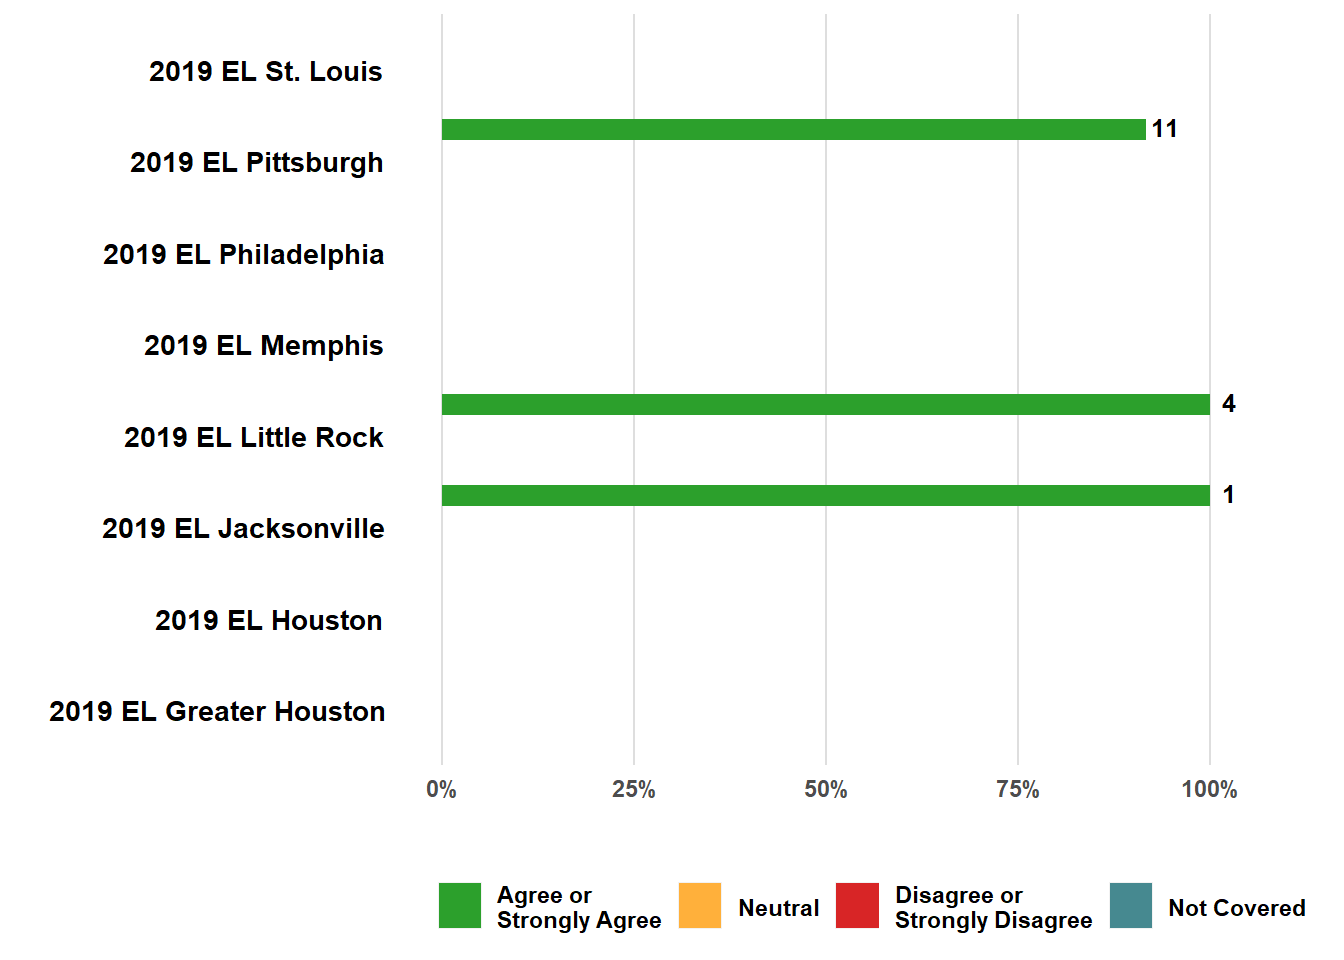 2019 EL St. Louis
11
2019 EL Pittsburgh
2019 EL Philadelphia
2019 EL Memphis
4
2019 EL Little Rock
1
2019 EL Jacksonville
2019 EL Houston
2019 EL Greater Houston
0% 25% 50% 75% 100%
Agree or
Strongly Agree
Neutral
Disagree or
Strongly Disagree
Not Covered